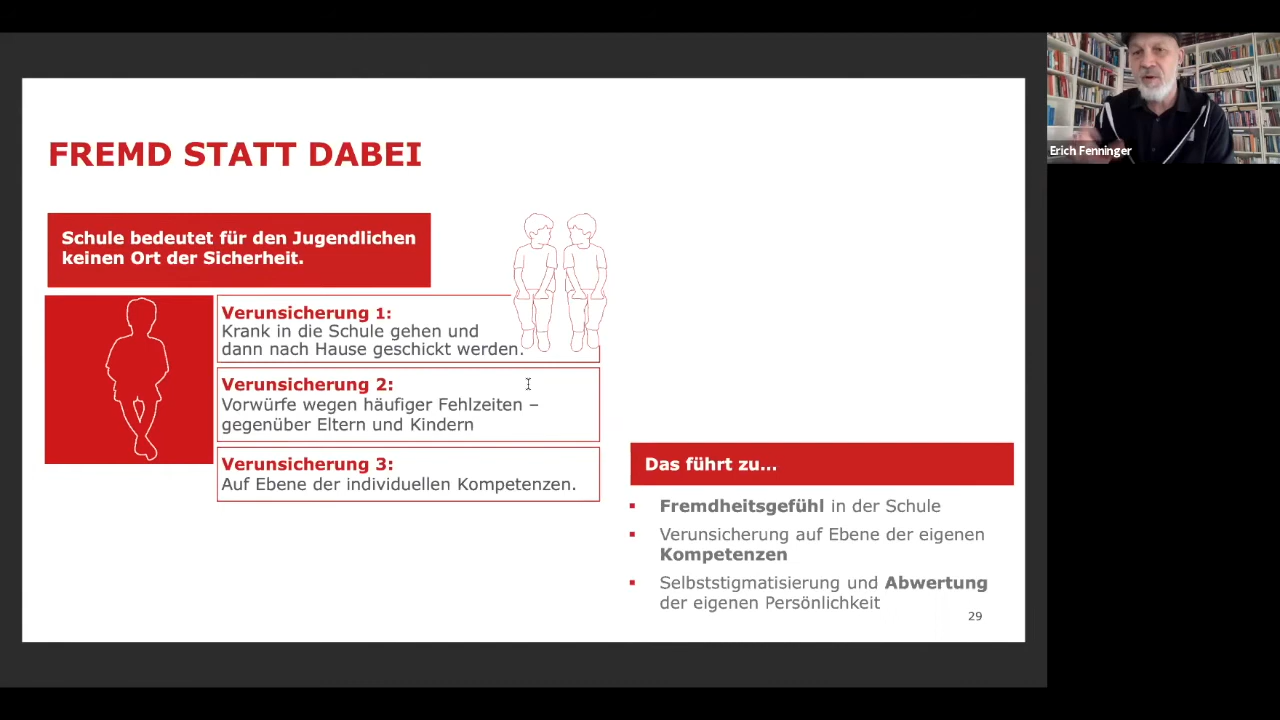 FREMD STATT DABEI
Schule bedeutet für den Jugendlichen
keinen Ort der Sicherheit.
Verunsicherung 1:
Krank in die Schule gehen und
dann nach Hause geschickt werden.
Verunsicherung 2:
Vorwürfe wegen häufiger Fehlzeiten –
gegenüber Eltern und Kindern
Verunsicherung 3:
Auf Ebene der individuellen Kompetenzen.
Das führt zu...
▪ Fremdheitsgefühl in der Schule
▪ Verunsicherung auf Ebene der eigenen
Kompetenzen
▪ Selbststigmatisierung und Abwertung
der eigenen Persönlichkeit
29
Erich Fenninger